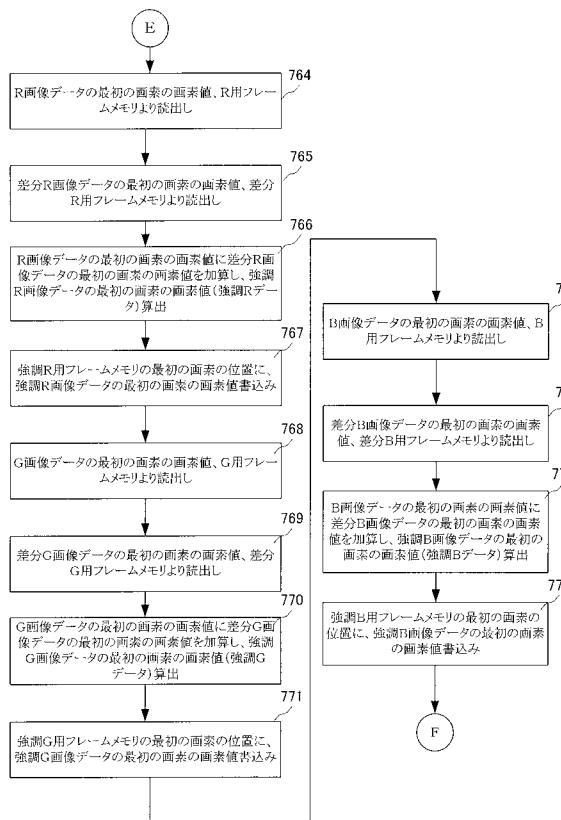 E
764
R画像データの最初の画素の画素値、R用フレー
ムメモリより読出し
765
差分R画像データの最初の画素の画素値、差分
R用フレームメモリより読出し
766
R画像データの最初の画素の画素値に差分R画
像データの最初の画素の画素値を加算し、強調
R画像データの最初の画素の画素値(強調Rデー
タ)算出
767
強調R用フレームメモリの最初の画素の位置に、
強調R画像データの最初の画素の画素値書込み
768
G画像データの最初の画素の画素値、G用フレー
ムメモリより読出し
769
差分G画像データの最初の画素の画素値、差分
G用フレームメモリより読出し
770
G画像データの最初の画素の画素値に差分G画
像データの最初の画素の画素値を加算し、強調
G画像データの最初の画素の画素値(強調G
データ)算出
771
強調G用フレームメモリの最初の画素の位置に、
強調G画像データの最初の画素の画素値書込み
B画像データの最初の画素の画素値、B
用フレームメモリより読出し
差分B画像データの最初の画素の画素
値、差分B用フレームメモリより読出し
B画像データの最初の画素の画素値に
差分B画像データの最初の画素の画素
値を加算し、強調B画像データの最初の
画素の画素値(強調Bデータ)算出
強調B用フレームメモリの最初の画素の
位置に、強調B画像データの最初の画素
の画素値書込み
F